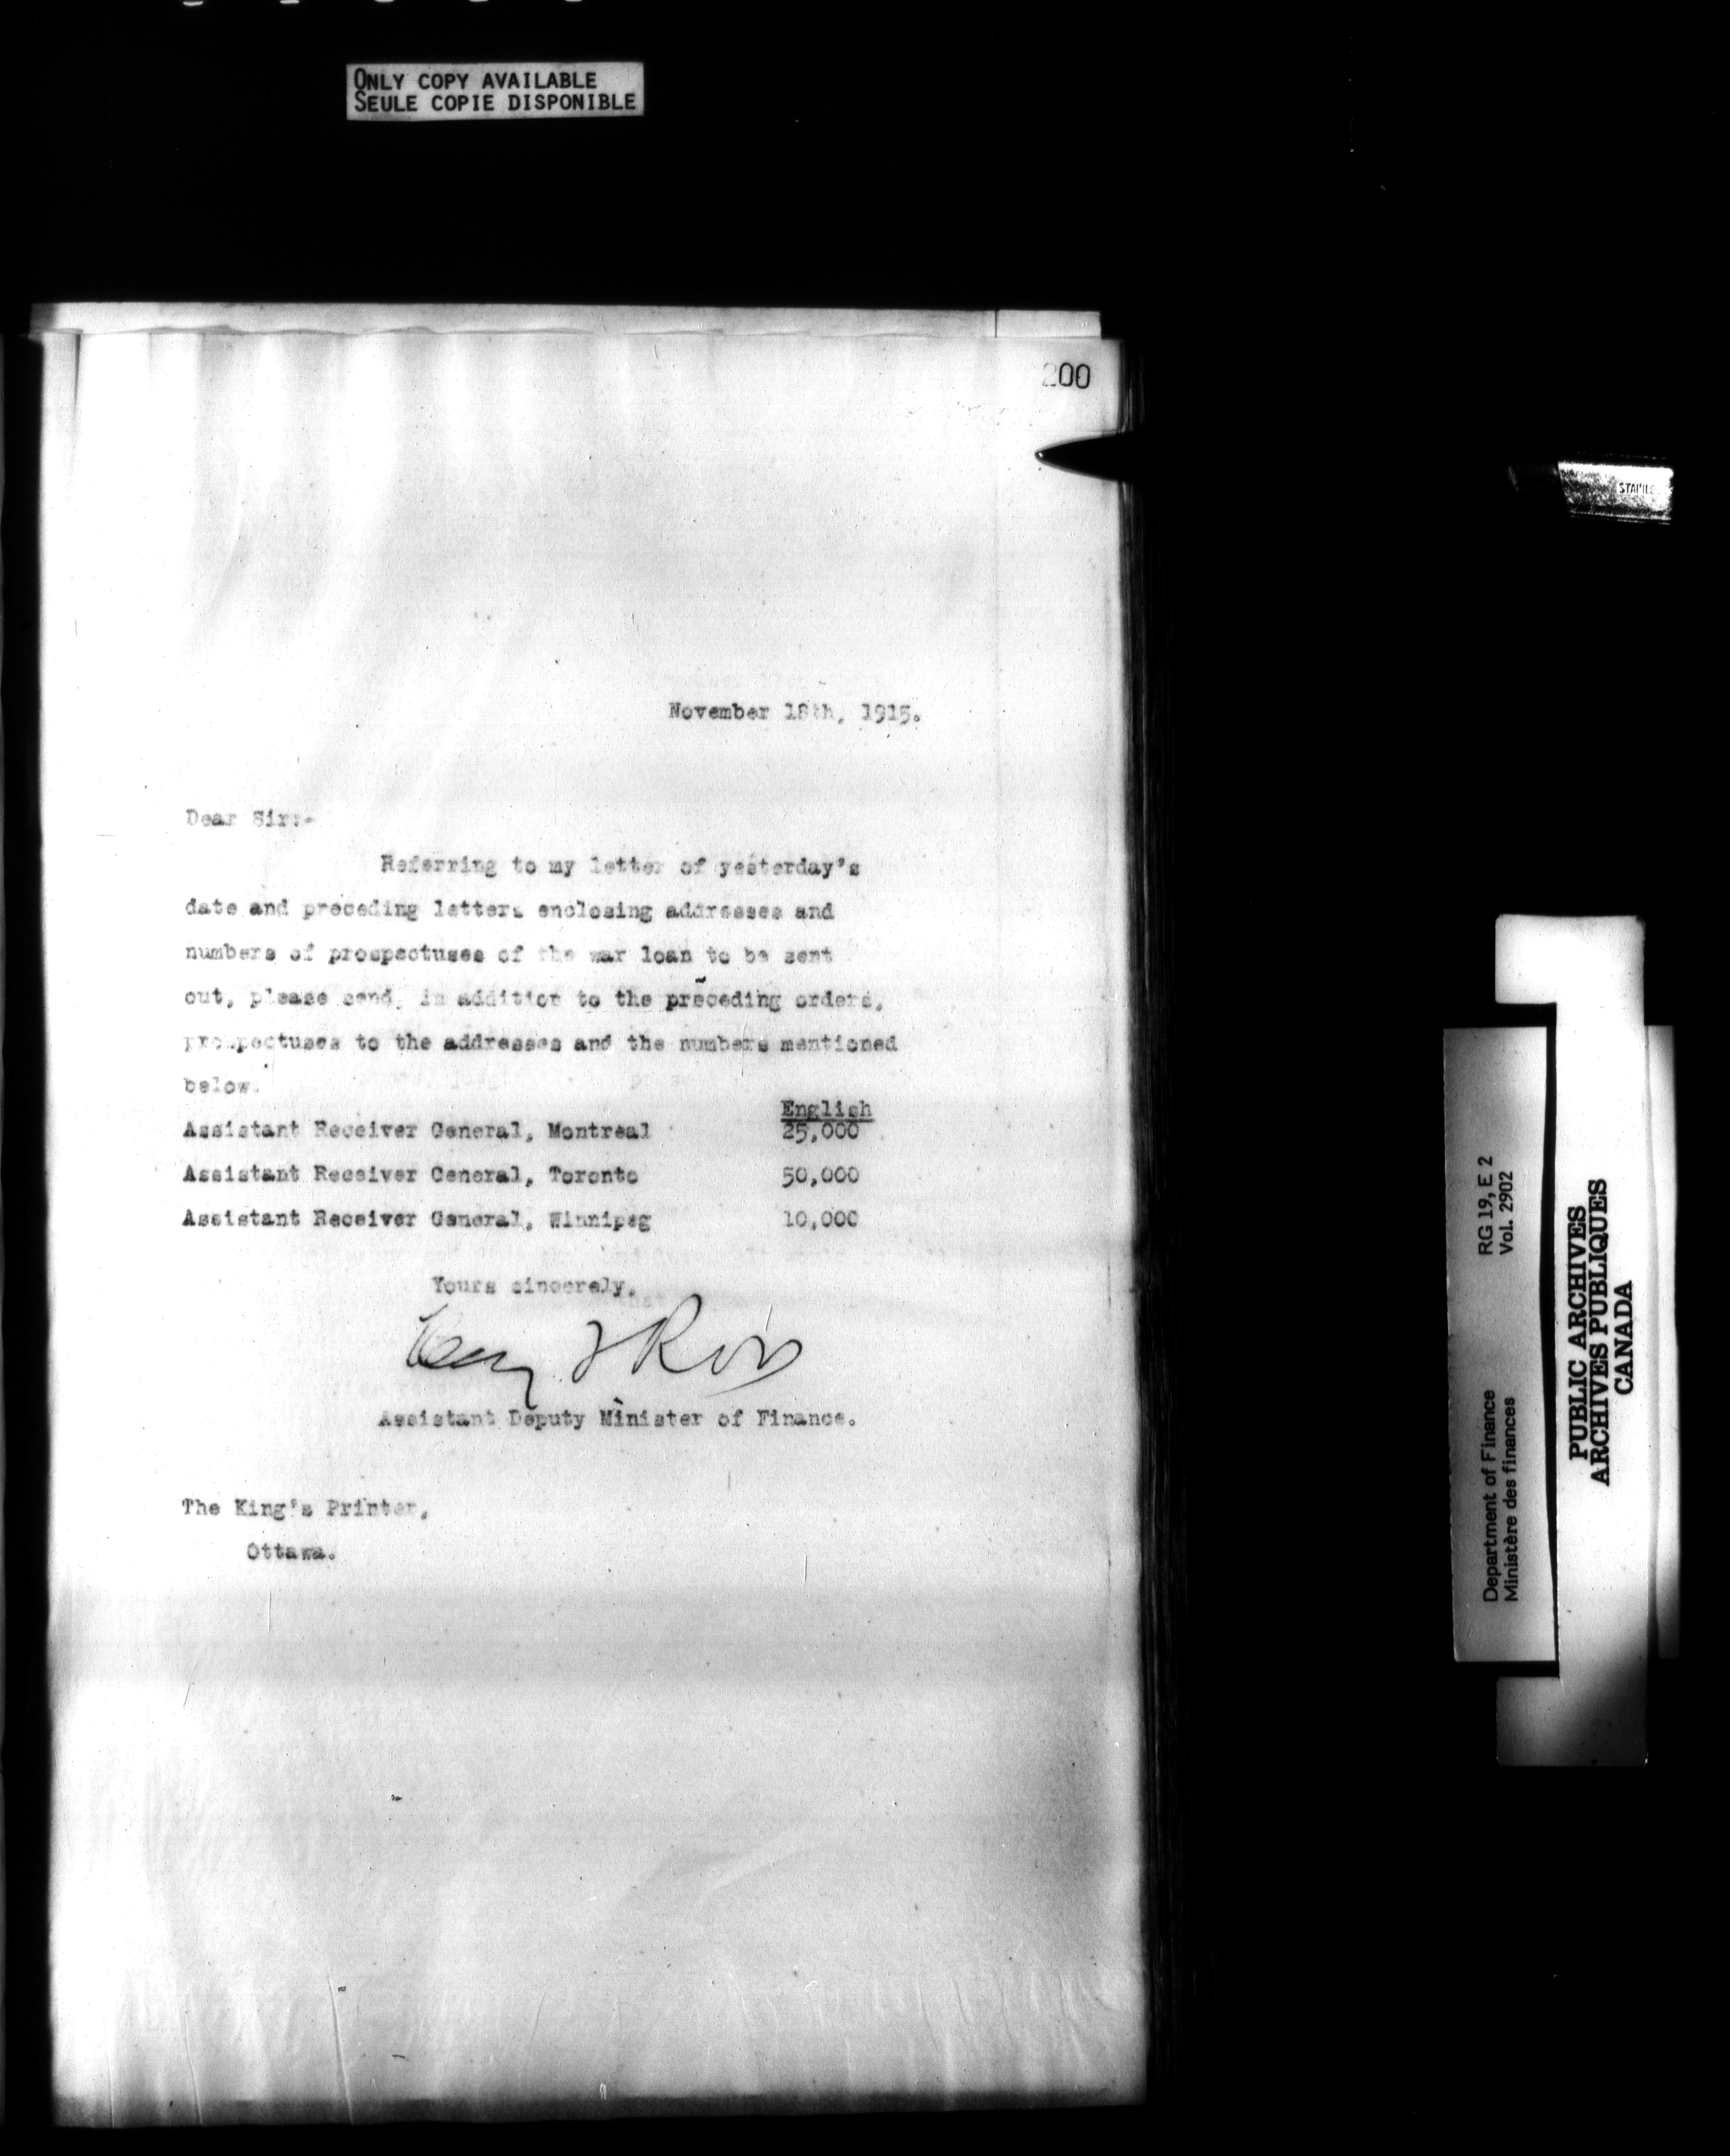 ONLY COPY AVAILABLE
SEULE COPIE DISPONIBLE
200
November 18th, 1915.
Dear Sir:-
Referring to my letter of yesterday's
date and preceding letters enclosing addresses and
numbers of prospectuses of the war loan to be sent
out, please send, in addition to the preceding orders,
prospectuses to the addresses and the numbers mentioned
below.
English
Assistant Receiver General, Montreal 25,000
Assistant Receiver General, Toronto 50,000
Assistant Receiver General, Winnipeg 10,000
Yours sincerely,
Assistant Deputy Minister of Finance.
The King's Printer,
Ottawa.
Department of Finance RG 19, E 2
Ministère des finances Vol. 2902
PUBLIC ARCHIVES
ARCHIVES PUBLIQUES
CANADA